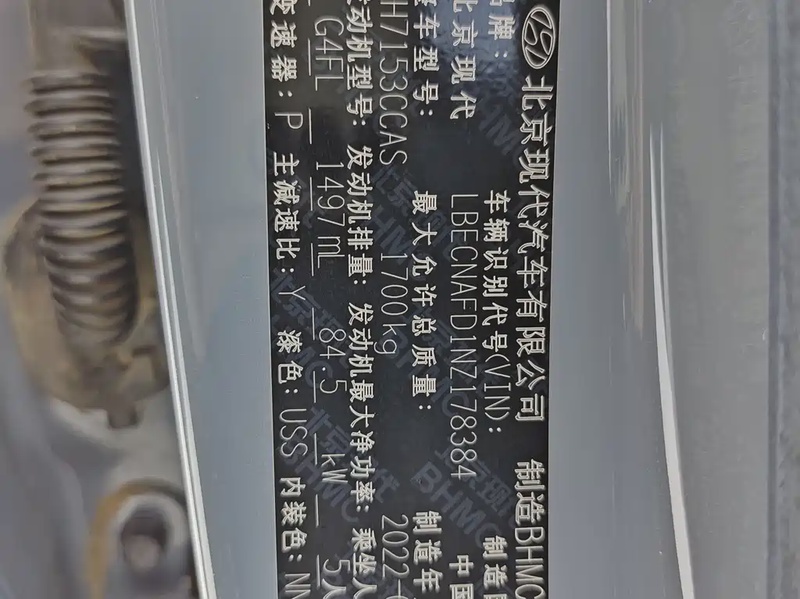 北京现代汽车有限公司 制造BHMC
品牌: 车辆识别代号(VIN): 制造
北京现代 LBECNAFD1NZ178384 中国
整车型号: 最大允许总质量: 制造年
H7153CCAS 1700kg 2022
发动机型号: 发动机排量: 发动机最大净功率: 乘坐人
G4FL 1497mL 84.5 kW 5人
变速器: P 主减速比: Y 漆色: USS 内装色: NN